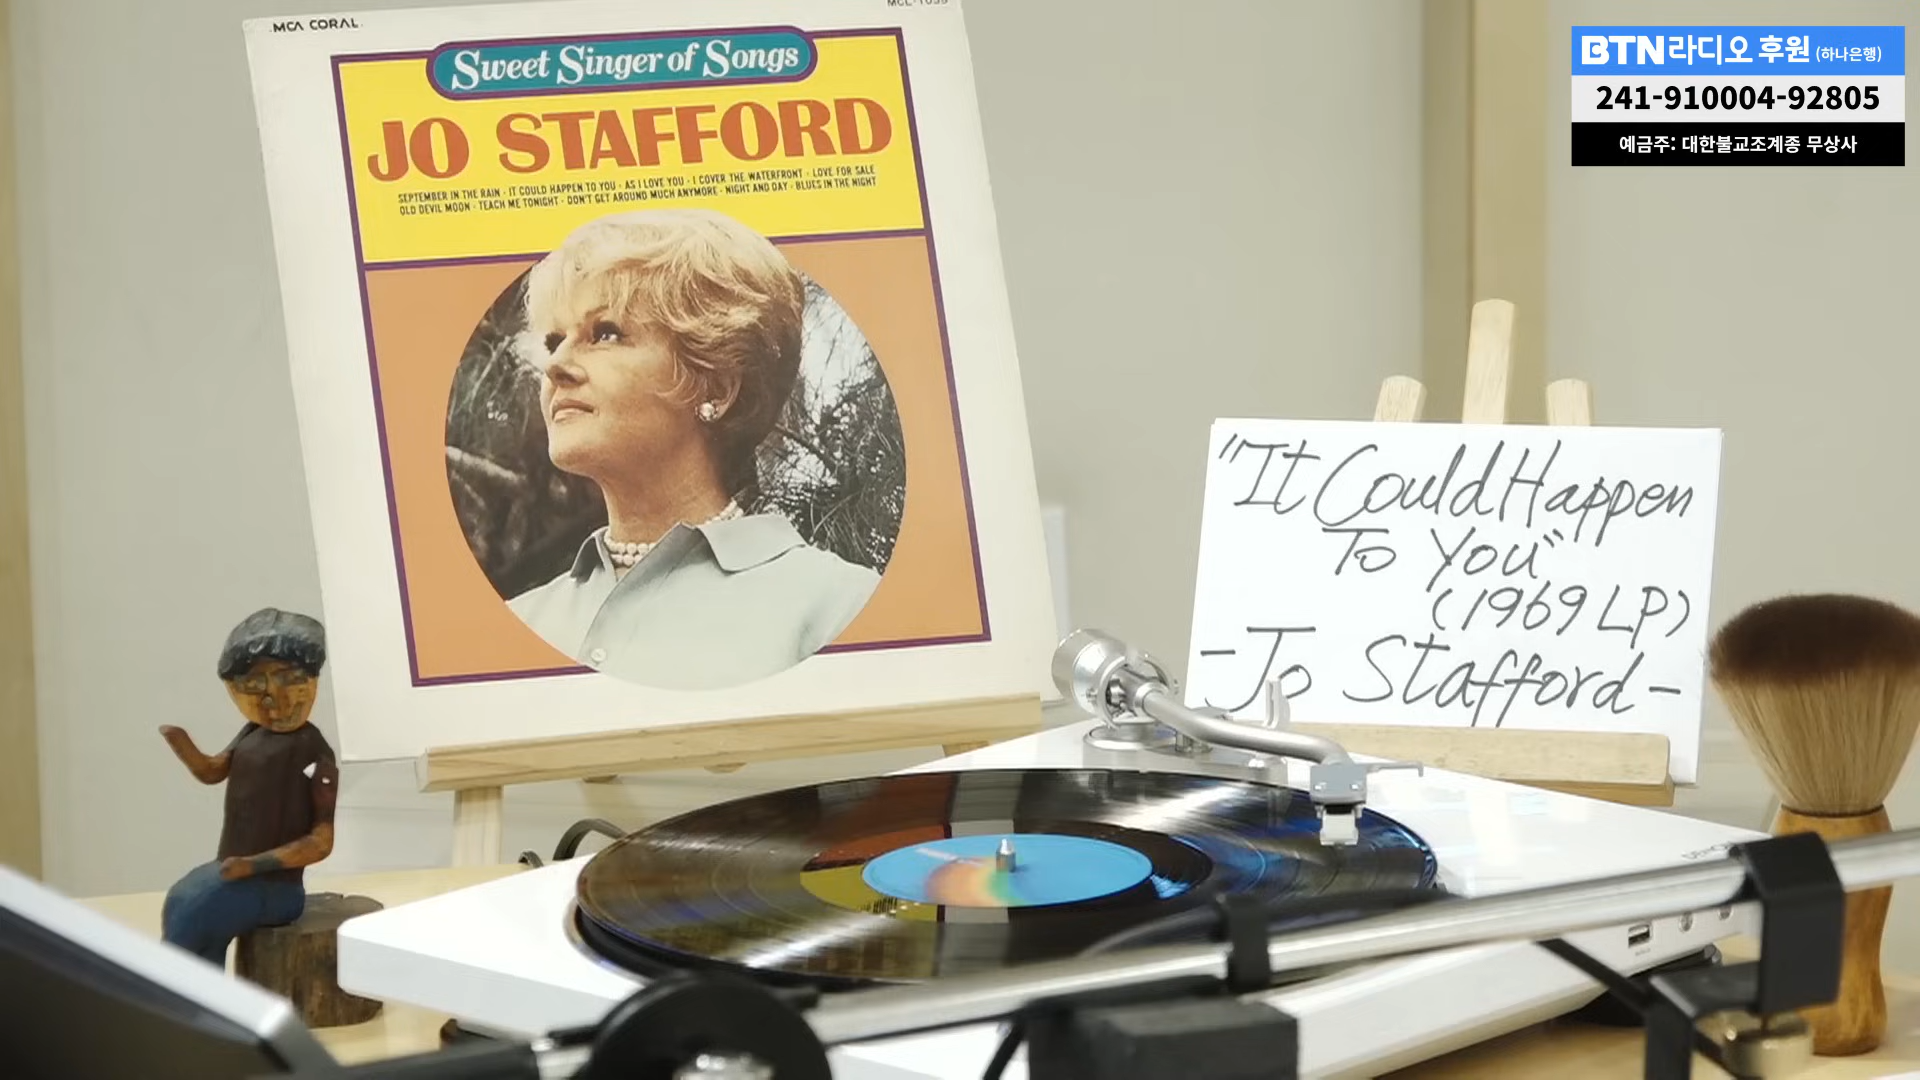 MCA CORAL
Sweet Singer of Songs
JO STAFFORD
SEPTEMBER IN THE RAIN · IT COULD HAPPEN TO YOU · AS I LOVE YOU · I COVER THE WATERFRONT · LOVE FOR SALE
OLD DEVIL MOON · TEACH ME TONIGHT · DON'T GET AROUND MUCH ANYMORE · NIGHT AND DAY · BLUES IN THE NIGHT
BTN라디오 후원 (하나은행)
241-910004-92805
예금주: 대한불교조계종 무상사
"It Could Happen
To You"
(1969 LP)
-Jo Stafford-
DENON